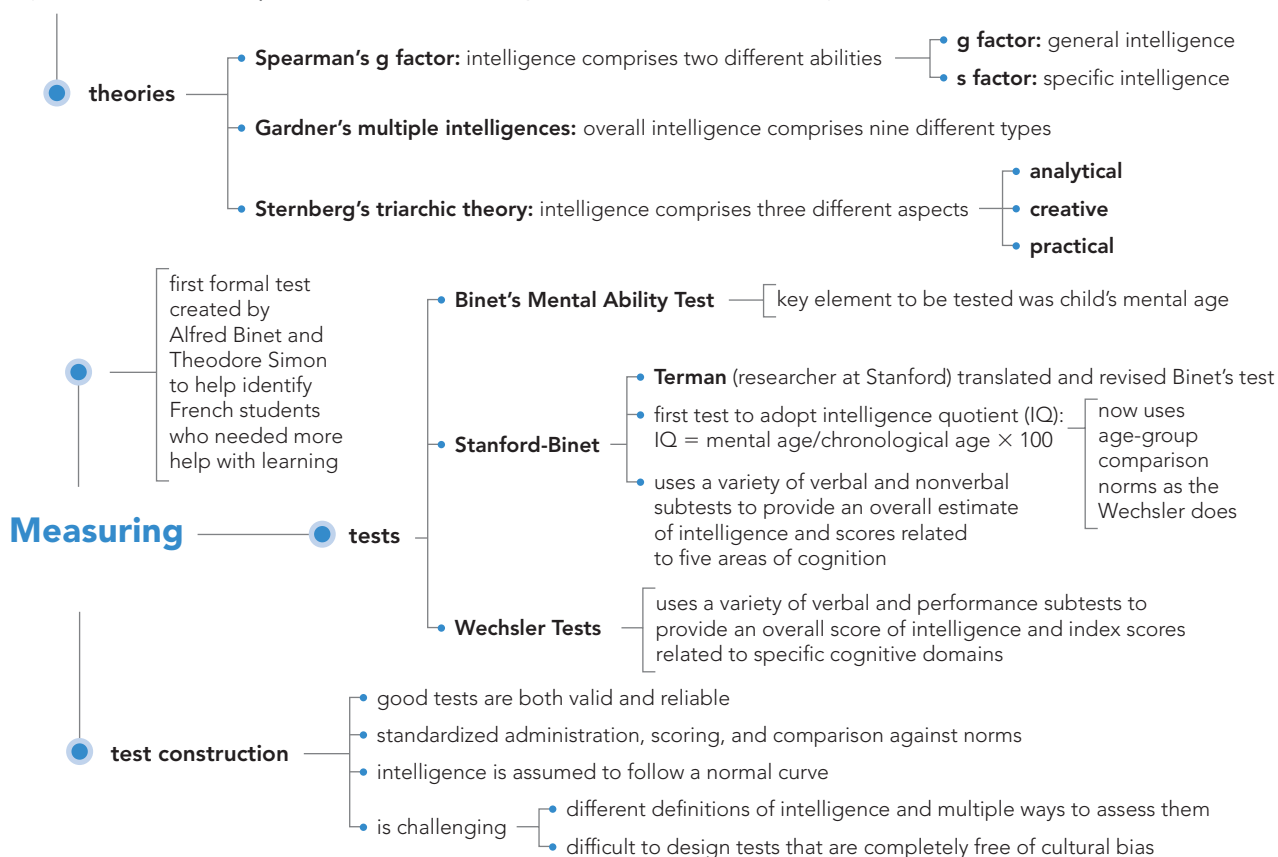 theories
Spearman's g factor: intelligence comprises two different abilities
g factor: general intelligence
s factor: specific intelligence
Gardner's multiple intelligences: overall intelligence comprises nine different types
Sternberg's triarchic theory: intelligence comprises three different aspects
analytical
creative
practical
Measuring
first formal test
created by
Alfred Binet and
Theodore Simon
to help identify
French students
who needed more
help with learning
tests
Binet's Mental Ability Test
key element to be tested was child's mental age
Stanford-Binet
Terman (researcher at Stanford) translated and revised Binet's test
first test to adopt intelligence quotient (IQ):
IQ = mental age/chronological age × 100
now uses
age-group
comparison
norms as the
Wechsler does
uses a variety of verbal and nonverbal
subtests to provide an overall estimate
of intelligence and scores related
to five areas of cognition
Wechsler Tests
uses a variety of verbal and performance subtests to
provide an overall score of intelligence and index scores
related to specific cognitive domains
test construction
good tests are both valid and reliable
standardized administration, scoring, and comparison against norms
intelligence is assumed to follow a normal curve
is challenging
different definitions of intelligence and multiple ways to assess them
difficult to design tests that are completely free of cultural bias